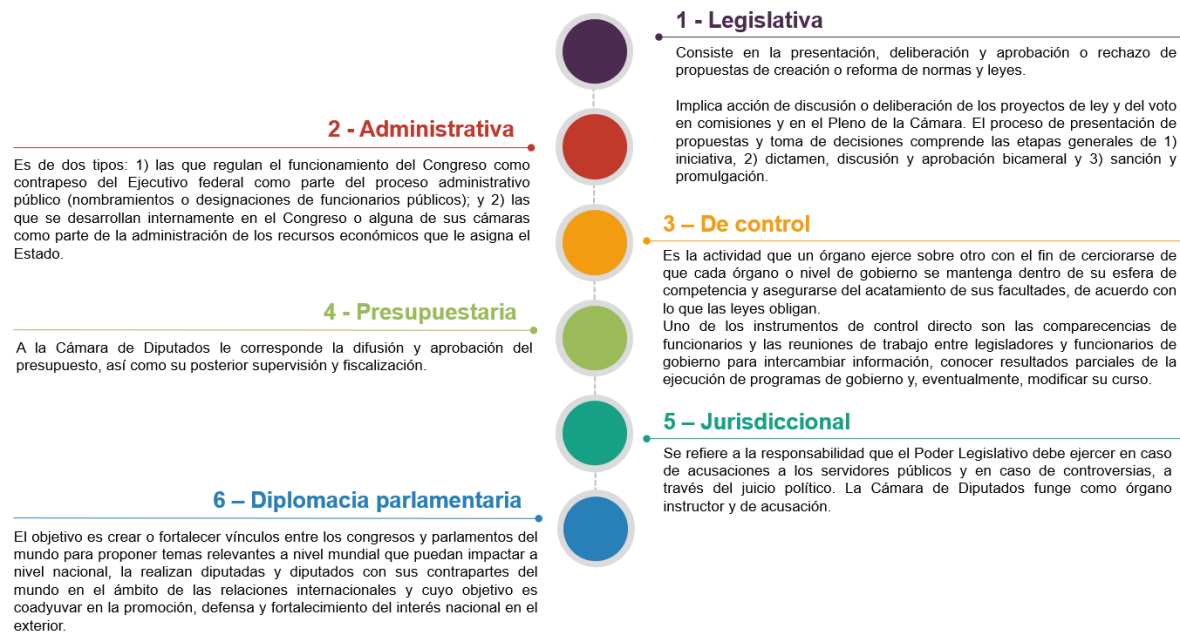 1 - Legislativa
Consiste en la presentación, deliberación y aprobación o rechazo de
propuestas de creación o reforma de normas y leyes.
Implica acción de discusión o deliberación de los proyectos de ley y del voto
en comisiones y en el Pleno de la Cámara. El proceso de presentación de
propuestas y toma de decisiones comprende las etapas generales de 1)
iniciativa, 2) dictamen, discusión y aprobación bicameral y 3) sanción y
promulgación.
2 - Administrativa
Es de dos tipos: 1) las que regulan el funcionamiento del Congreso como
contrapeso del Ejecutivo federal como parte del proceso administrativo
público (nombramientos o designaciones de funcionarios públicos); y 2) las
que se desarrollan internamente en el Congreso o alguna de sus cámaras
como parte de la administración de los recursos económicos que le asigna el
Estado.
3 – De control
Es la actividad que un órgano ejerce sobre otro con el fin de cerciorarse de
que cada órgano o nivel de gobierno se mantenga dentro de su esfera de
competencia y asegurarse del acatamiento de sus facultades, de acuerdo con
lo que las leyes obligan.
Uno de los instrumentos de control directo son las comparecencias de
funcionarios y las reuniones de trabajo entre legisladores y funcionarios de
gobierno para intercambiar información, conocer resultados parciales de la
ejecución de programas de gobierno y, eventualmente, modificar su curso.
4 - Presupuestaria
A la Cámara de Diputados le corresponde la difusión y aprobación del
presupuesto, así como su posterior supervisión y fiscalización.
5 – Jurisdiccional
Se refiere a la responsabilidad que el Poder Legislativo debe ejercer en caso
de acusaciones a los servidores públicos y en caso de controversias, a
través del juicio político. La Cámara de Diputados funge como órgano
instructor y de acusación.
6 – Diplomacia parlamentaria
El objetivo es crear o fortalecer vínculos entre los congresos y parlamentos del
mundo para proponer temas relevantes a nivel mundial que puedan impactar a
nivel nacional, la realizan diputadas y diputados con sus contrapartes del
mundo en el ámbito de las relaciones internacionales y cuyo objetivo es
coadyuvar en la promoción, defensa y fortalecimiento del interés nacional en el
exterior.